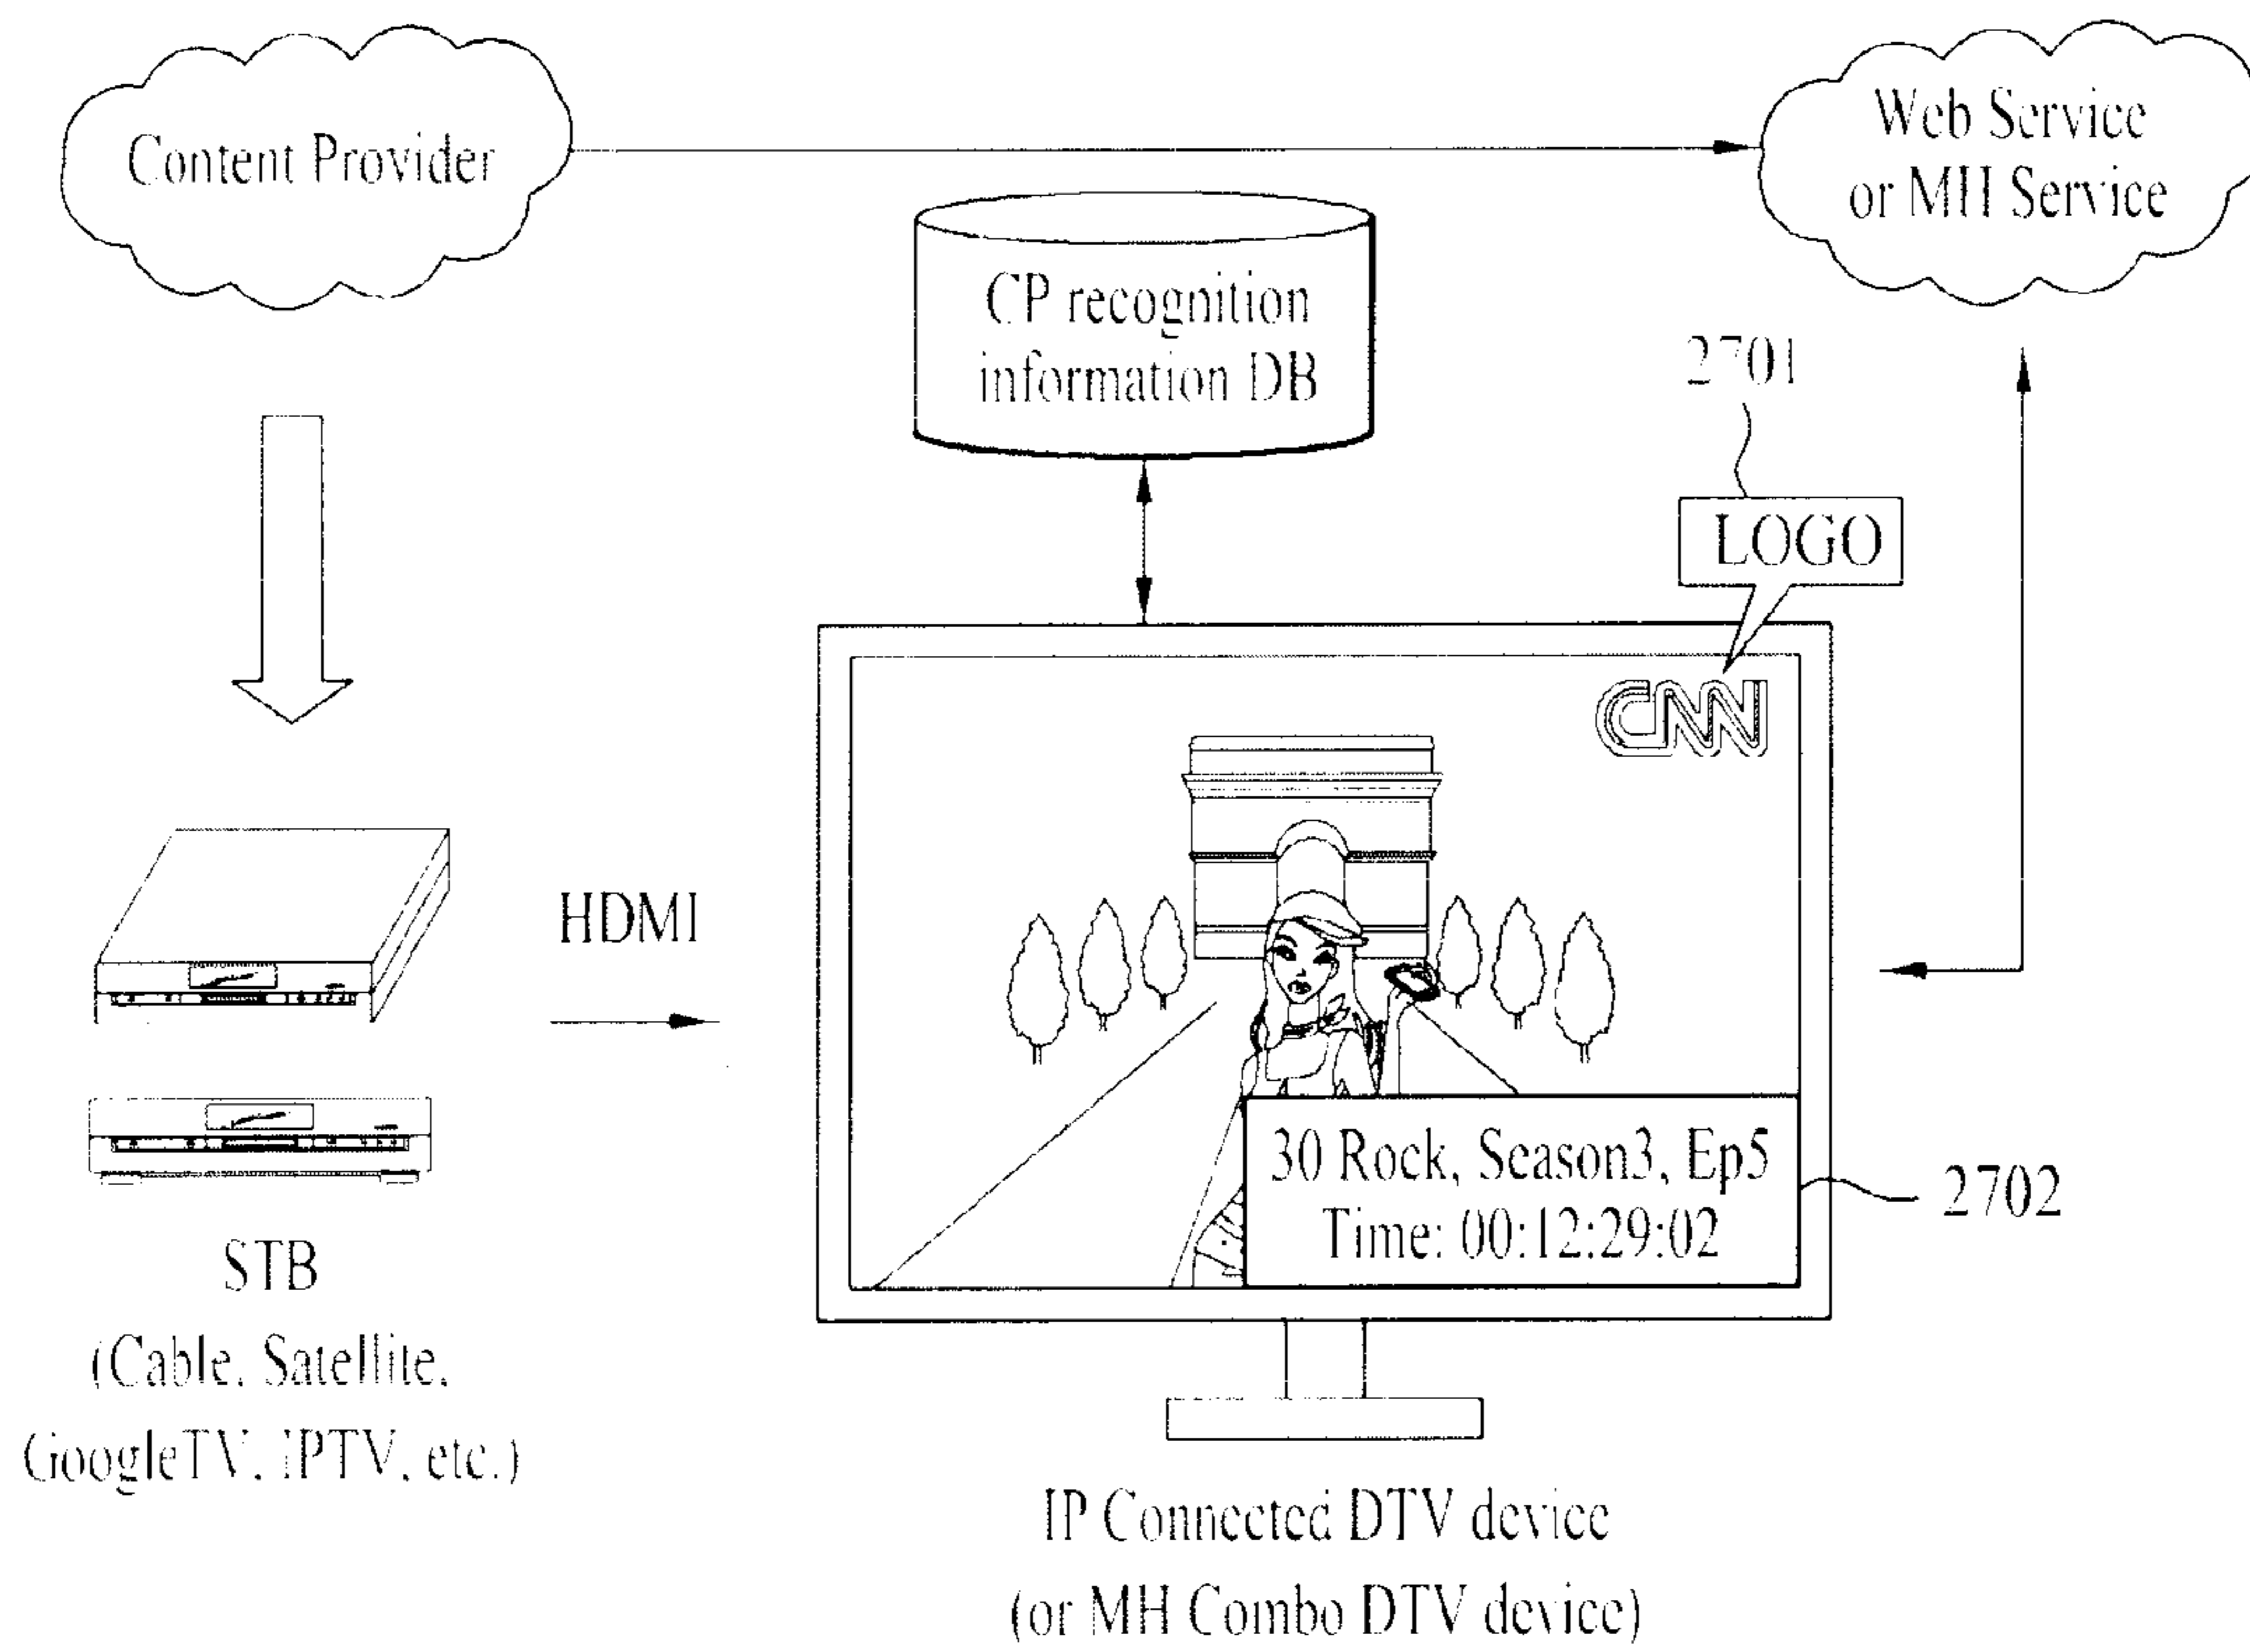 Content Provider
Web Service
or MH Service
CP recognition
information DB
2701
LOGO
CNN
HDMI
30 Rock, Season3, Ep5
Time: 00:12:29:02
2702
STB
(Cable, Satellite,
GoogleTV, IPTV, etc.)
IP Connected DTV device
(or MH Combo DTV device)